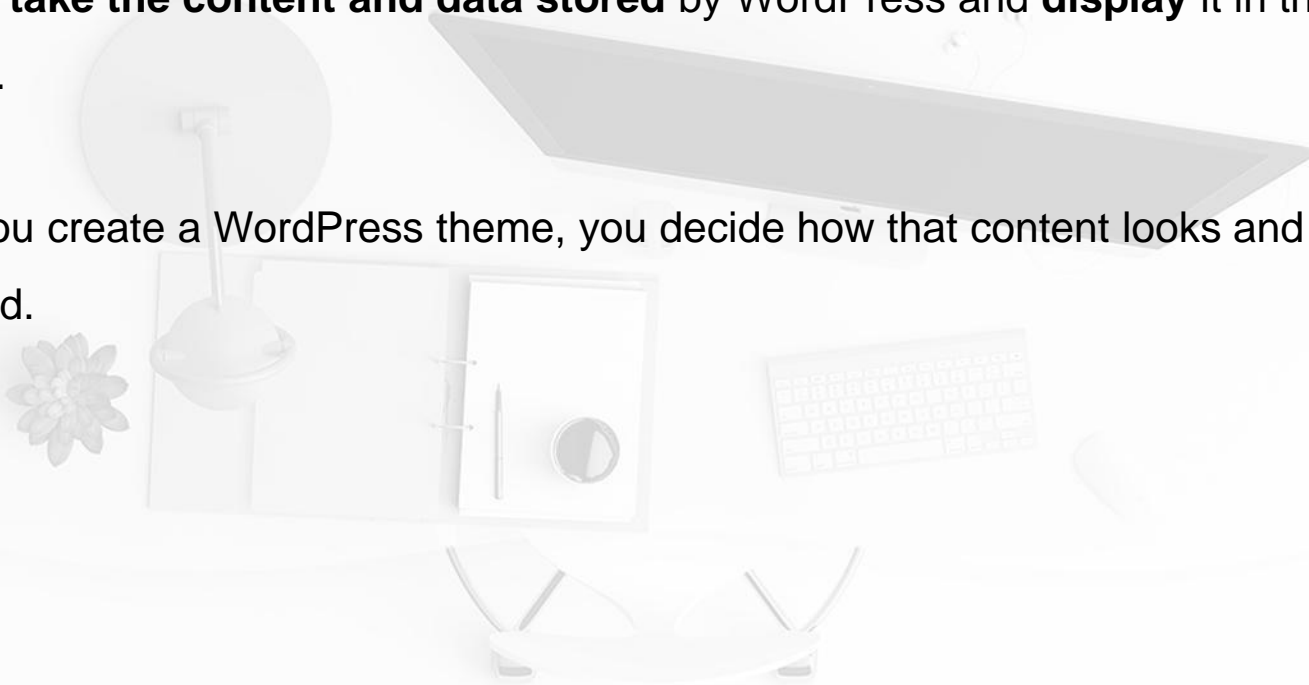 take the content and data stored by WordPress and display it in th
.
ou create a WordPress theme, you decide how that content looks and
d.